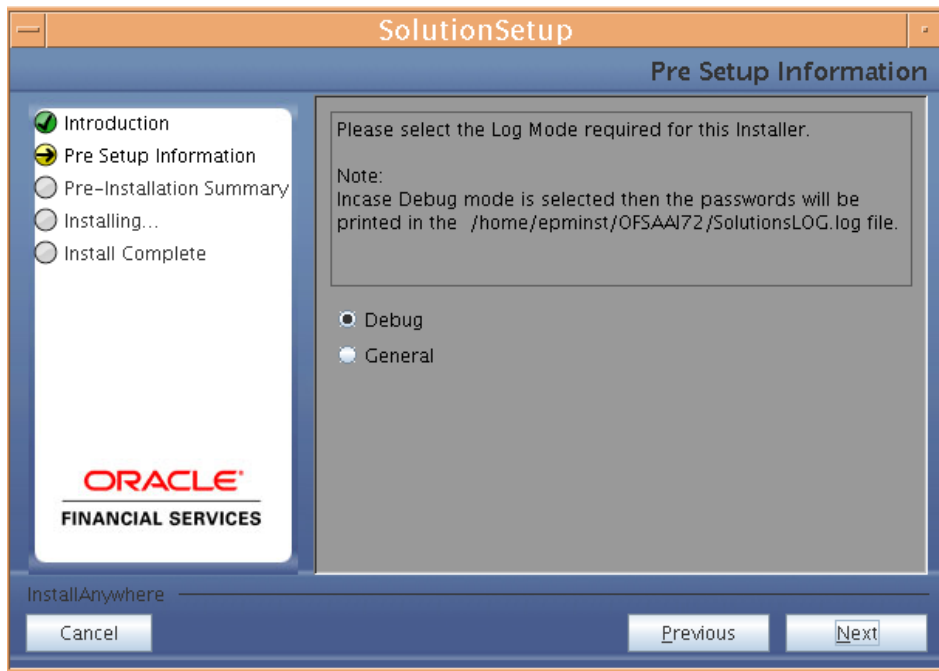 SolutionSetup
Pre Setup Information
Introduction
Pre Setup Information
Pre-Installation Summary
Installing...
Install Complete
ORACLE
FINANCIAL SERVICES
Please select the Log Mode required for this Installer.
Note:
Incase Debug mode is selected then the passwords will be
printed in the /home/epminst/OFSAAI72/SolutionsLOG.log file.
Debug
General
InstallAnywhere
Cancel
Previous
Next